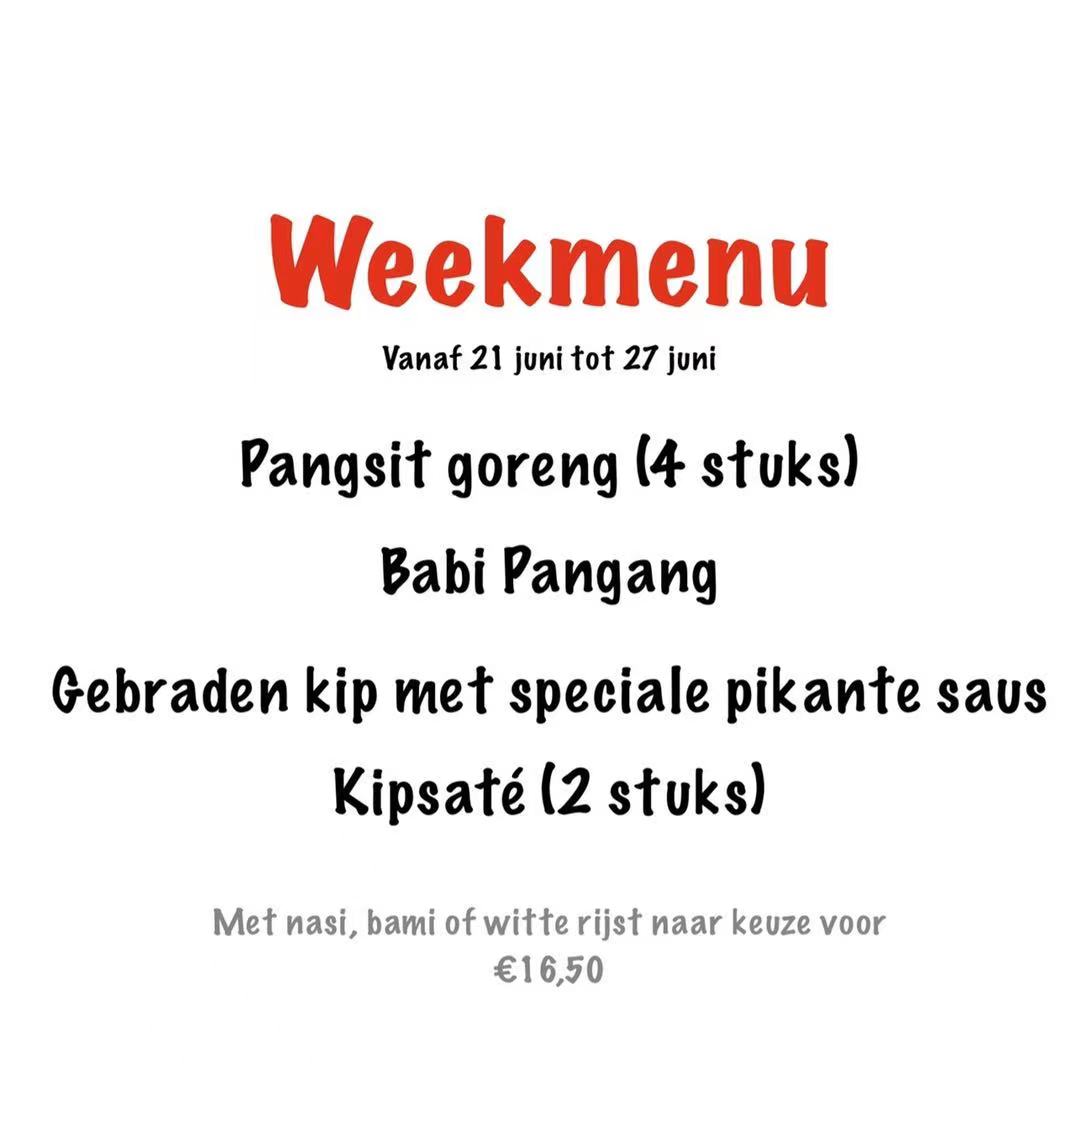 Weekmenu
Vanaf 21 juni tot 27 juni
Pangsit goreng (4 stuks)
Babi Pangang
Gebraden kip met speciale pikante saus
Kipsaté (2 stuks)
Met nasi, bami of witte rijst naar keuze voor
€16,50